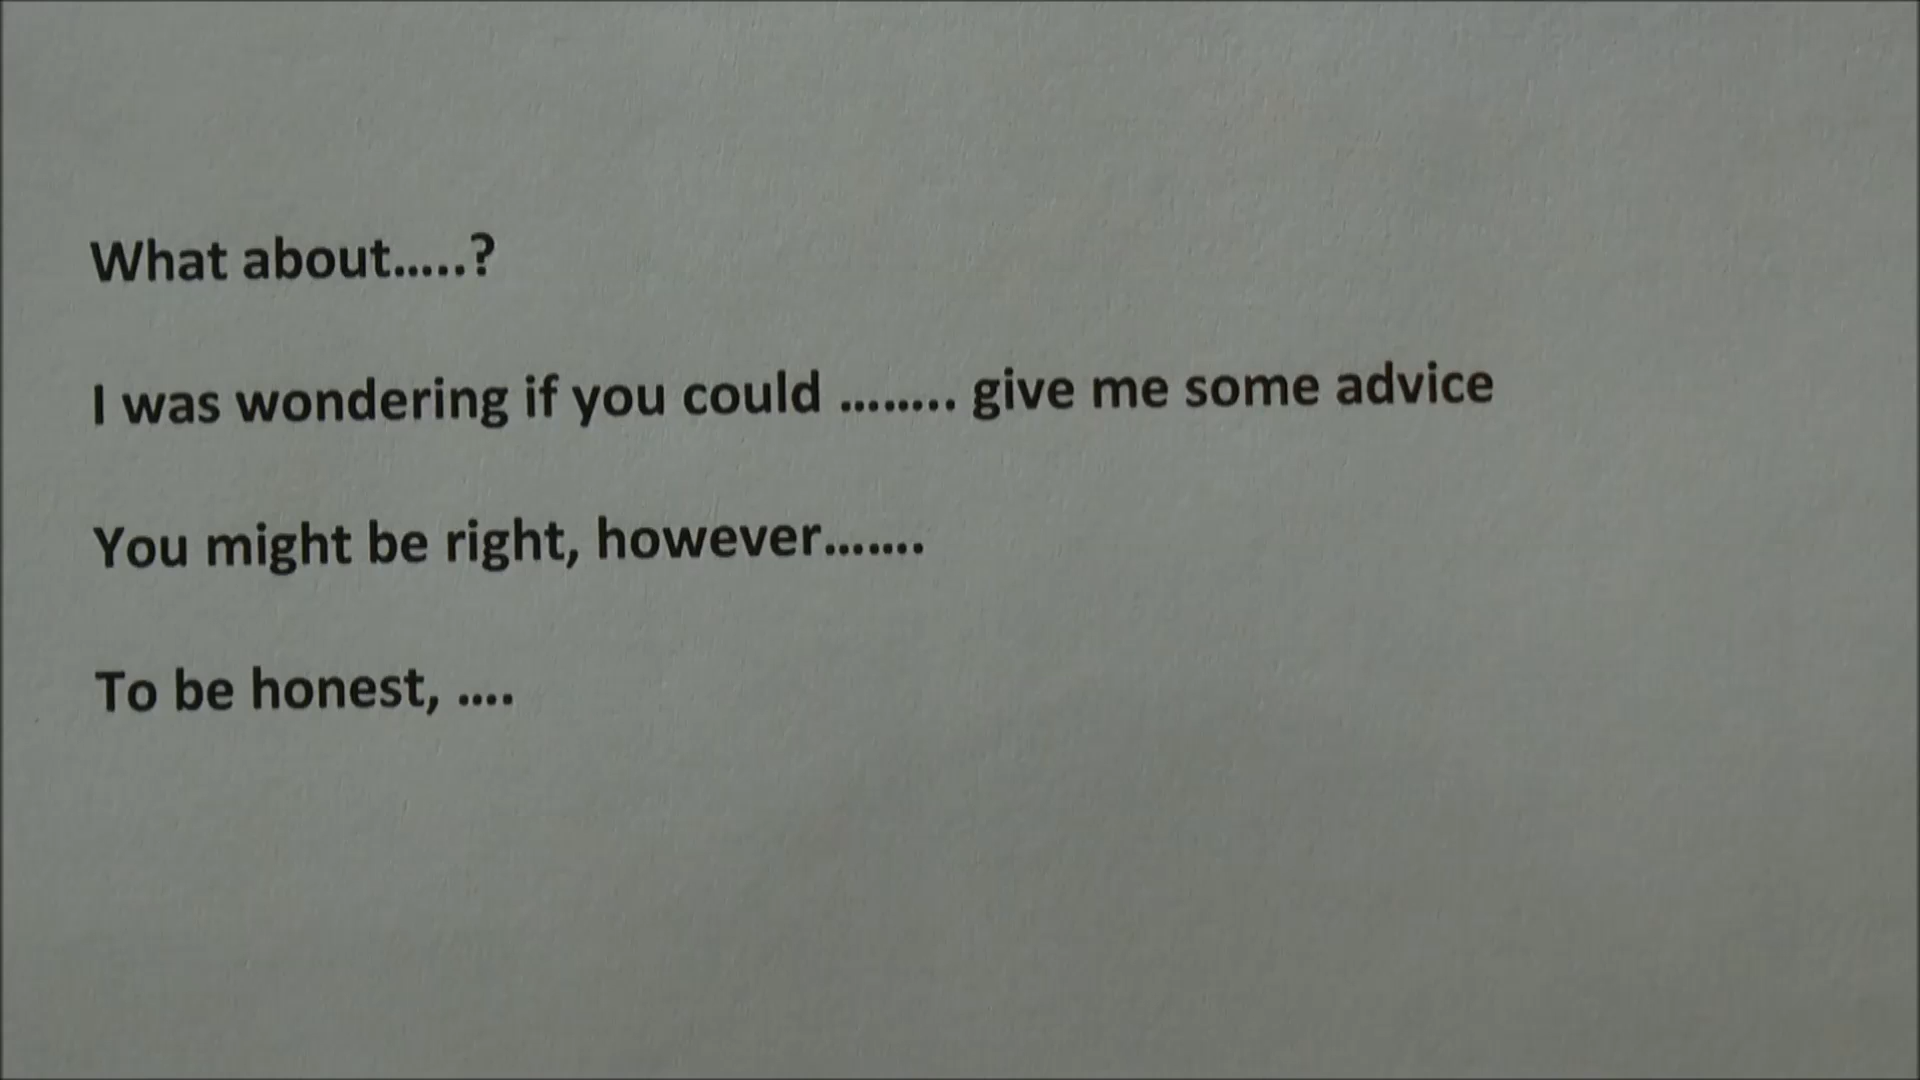 What about.....?
I was wondering if you could ........ give me some advice
You might be right, however.......
To be honest, ....